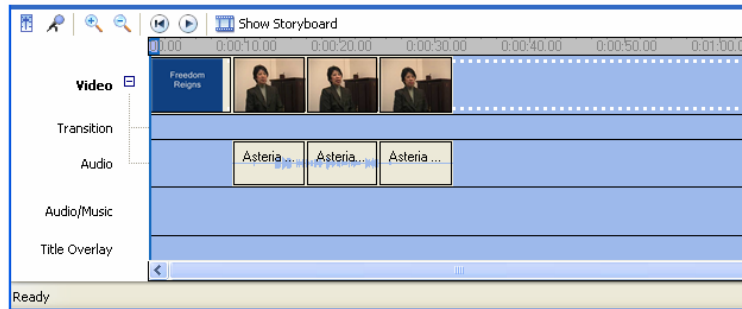 Show Storyboard
0.00 0:00:10.00 0:00:20.00 0:00:30.00 0:00:40.00 0:00:50.00 0:01:00.0
Video
Freedom
Reigns
Transition
Audio
Asteria ... Asteria... Asteria ...
Audio/Music
Title Overlay
Ready